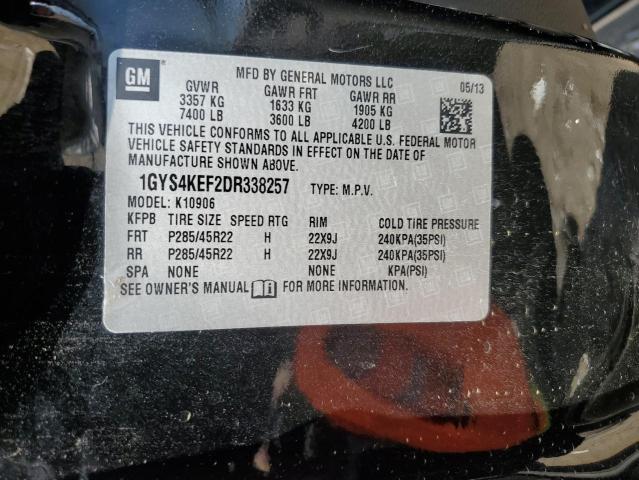 GM
MFD BY GENERAL MOTORS LLC
05/13
GVWR GAWR FRT GAWR RR
3357 KG 1633 KG 1905 KG
7400 LB 3600 LB 4200 LB
THIS VEHICLE CONFORMS TO ALL APPLICABLE U.S. FEDERAL MOTOR
VEHICLE SAFETY STANDARDS IN EFFECT ON THE DATE OF
MANUFACTURE SHOWN ABOVE.
1GYS4KEF2DR338257 TYPE: M.P.V.
MODEL: K10906
KFPB TIRE SIZE SPEED RTG RIM COLD TIRE PRESSURE
FRT P285/45R22 H 22X9J 240KPA(35PSI)
RR P285/45R22 H 22X9J 240KPA(35PSI)
SPA NONE NONE KPA(PSI)
SEE OWNER'S MANUAL FOR MORE INFORMATION.